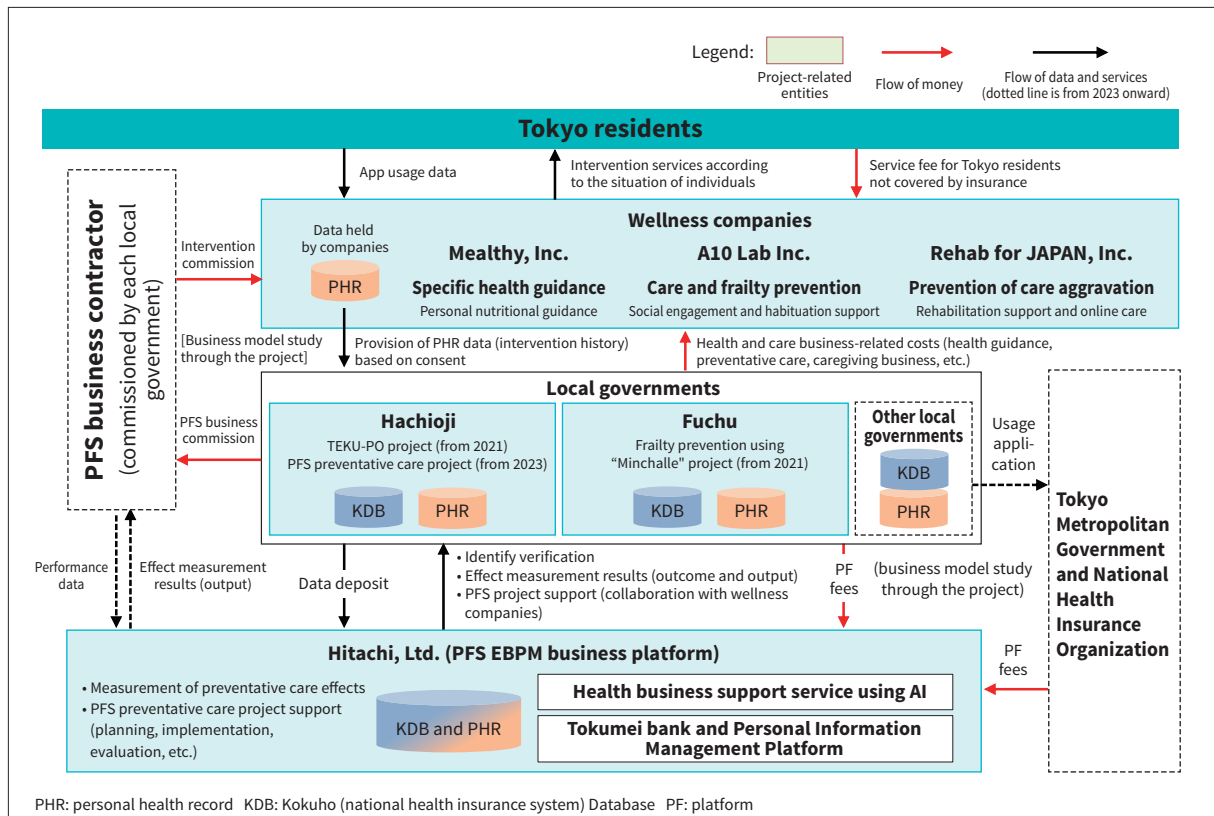 Legend:
Project-related
entities
Flow of money
Flow of data and services
(dotted line is from 2023 onward)
Tokyo residents
App usage data
Intervention services according
to the situation of individuals
Service fee for Tokyo residents
not covered by insurance
PFS business contractor
(commissioned by each local
government)
Intervention
commission
Wellness companies
Data held
by companies
PHR
Mealthy, Inc.
Specific health guidance
Personal nutritional guidance
A10 Lab Inc.
Care and frailty prevention
Social engagement and habituation support
Rehab for JAPAN, Inc.
Prevention of care aggravation
Rehabilitation support and online care
[Business model study
through the project]
Provision of PHR data (intervention history)
based on consent
Health and care business-related costs (health guidance,
preventative care, caregiving business, etc.)
PFS business
commission
Local governments
Hachioji
TEKU-PO project (from 2021)
PFS preventative care project (from 2023)
KDB
PHR
Fuchu
Frailty prevention using
“Minchalle" project (from 2021)
KDB
PHR
Other local
governments
KDB
PHR
Usage
appli-
cation
Tokyo
Metropolitan
Government
and National
Health
Insurance
Organization
Performance
data
Effect measurement
results (output)
Data deposit
• Identify verification
• Effect measurement results (outcome and output)
• PFS project support (collaboration with wellness
companies)
PF
fees
(business model study
through the project)
PF
fees
Hitachi, Ltd. (PFS EBPM business platform)
• Measurement of preventative care effects
• PFS preventative care project support
(planning, implementation,
evaluation, etc.)
KDB and PHR
Health business support service using AI
Tokumei bank and Personal Information
Management Platform
PHR: personal health record KDB: Kokuho (national health insurance system) Database PF: platform